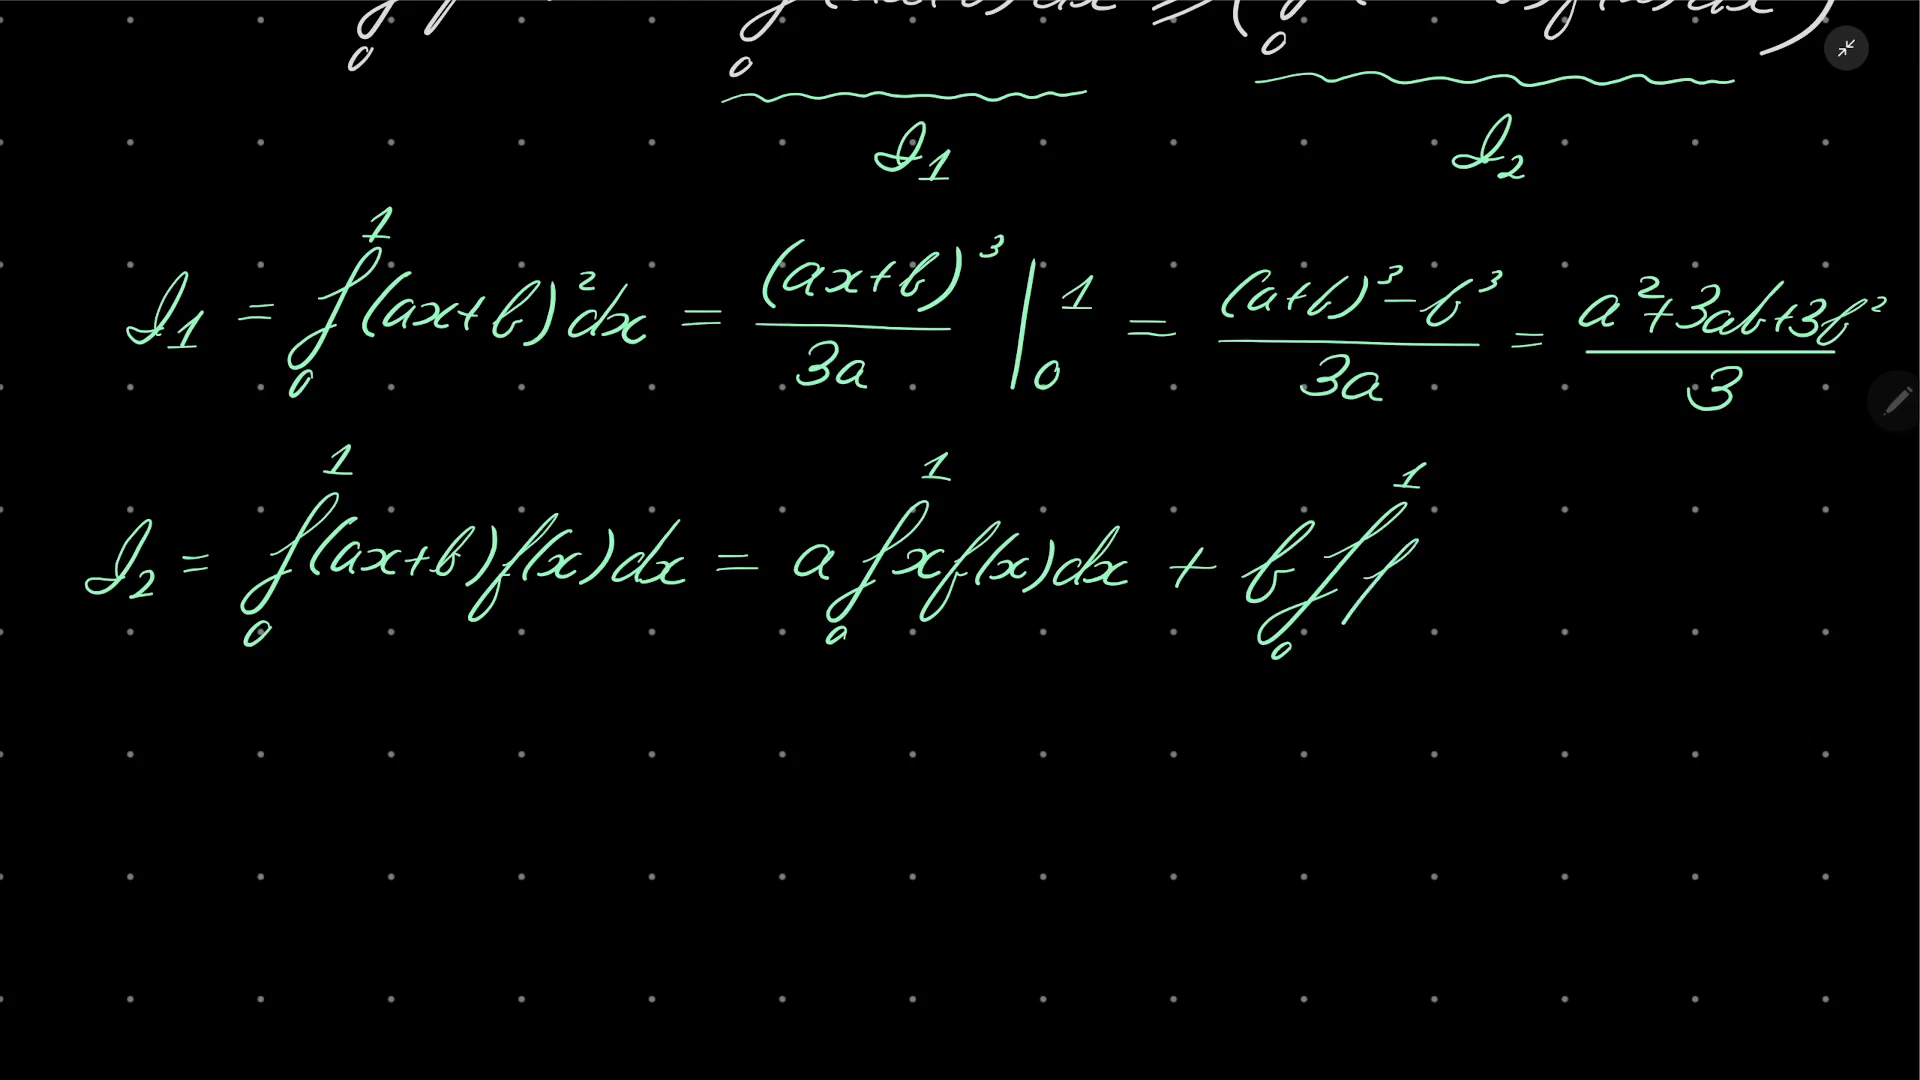 I₁ I₂
I₁ = ∫₀¹ (ax+b)² dx = (ax+b)³/3a |₀¹ = ((a+b)³ - b³)/3a = (a² + 3ab + 3b²)/3
I₂ = ∫₀¹ (ax+b) f(x) dx = a ∫₀¹ x f(x) dx + b ∫₀¹ f